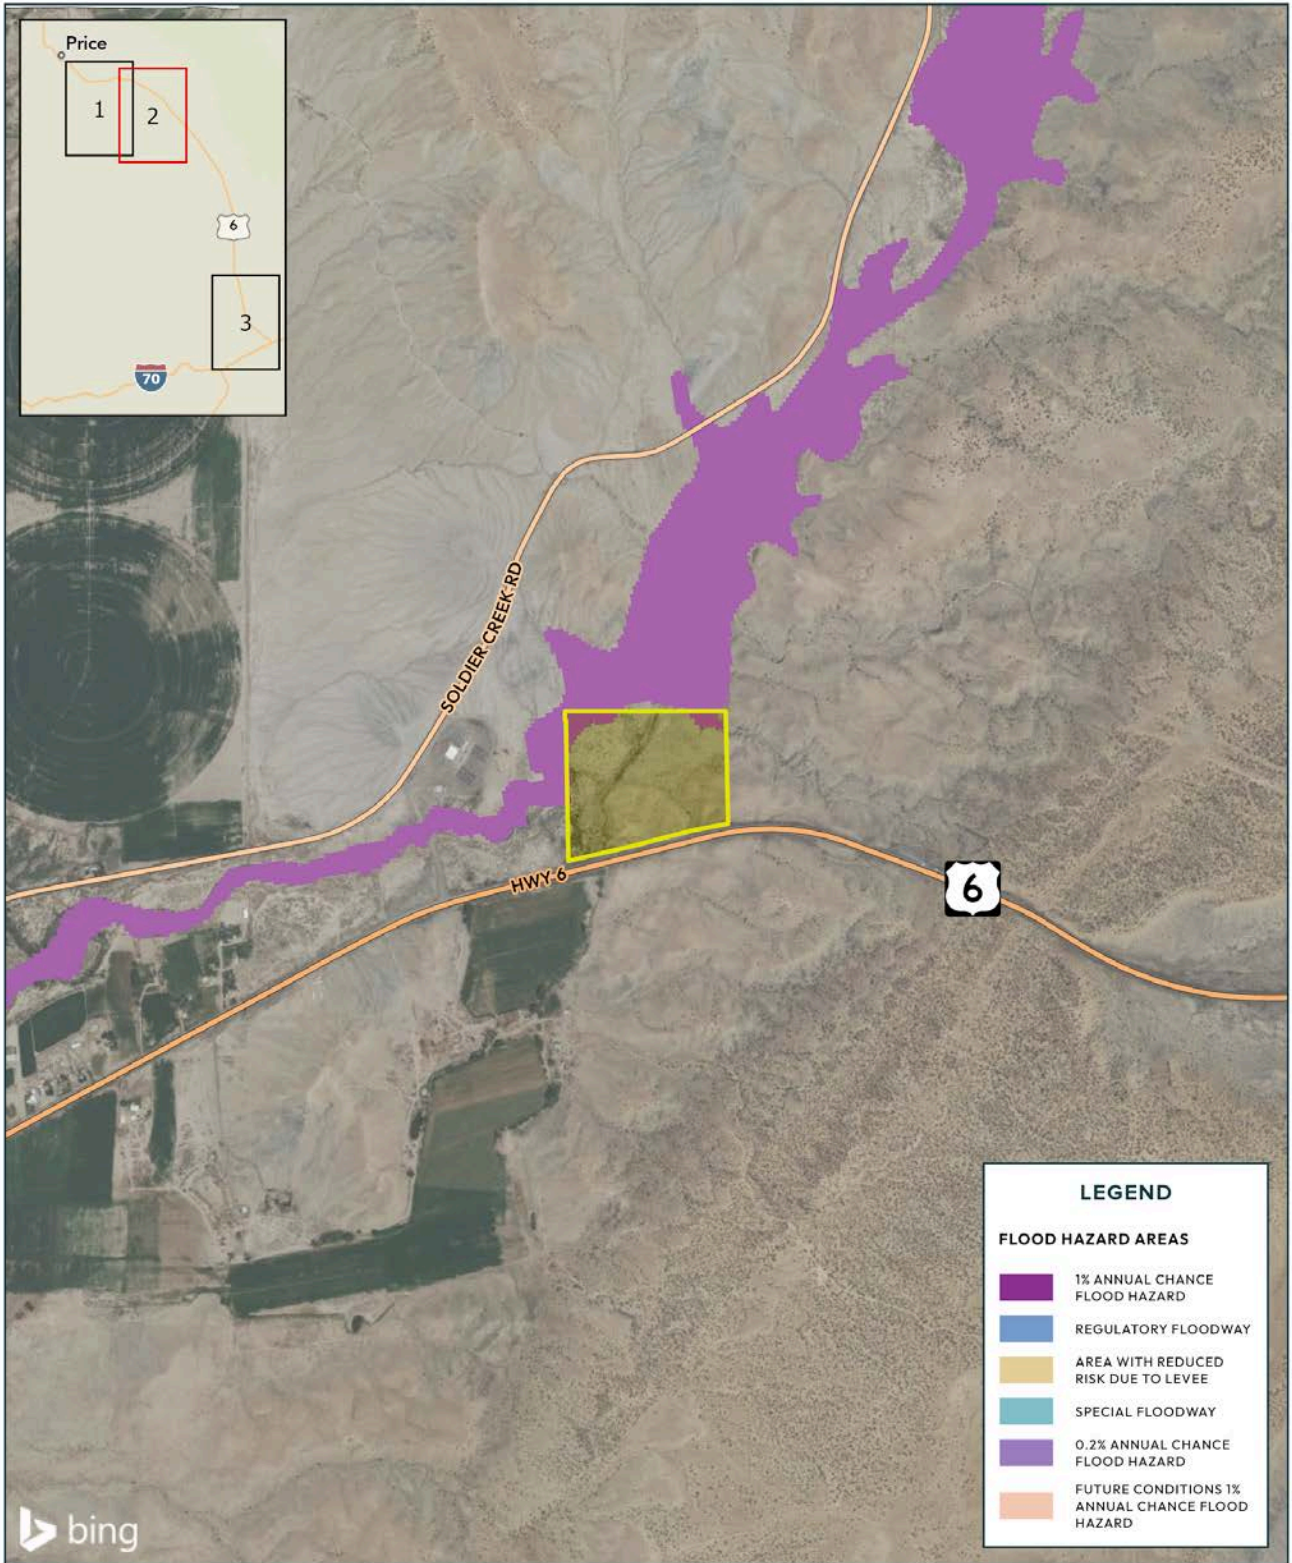 Price
1
2
6
3
70
SOLDIER CREEK RD
HWY 6
6
LEGEND
FLOOD HAZARD AREAS
1% ANNUAL CHANCE
FLOOD HAZARD
REGULATORY FLOODWAY
AREA WITH REDUCED
RISK DUE TO LEVEE
SPECIAL FLOODWAY
0.2% ANNUAL CHANCE
FLOOD HAZARD
FUTURE CONDITIONS 1%
ANNUAL CHANCE FLOOD
HAZARD
bing